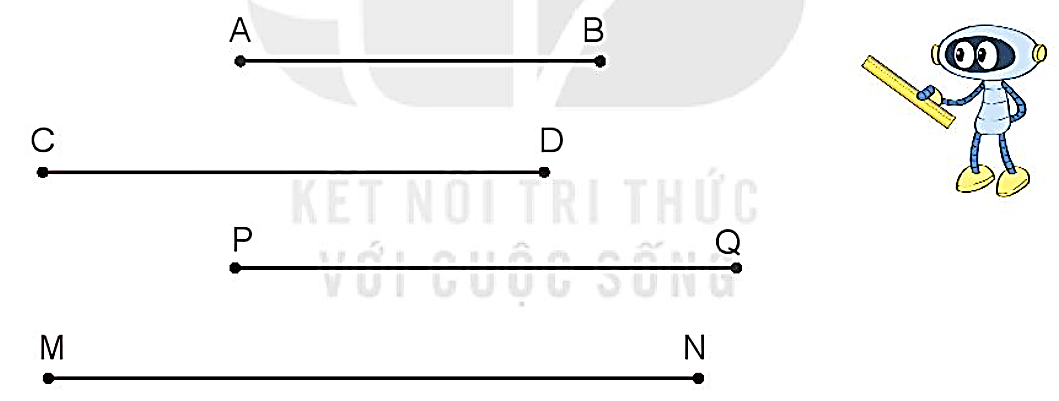 A B
C D
KẾT NỐI TRI THỨC
P Q
VỚI CUỘC SỐNG
M N